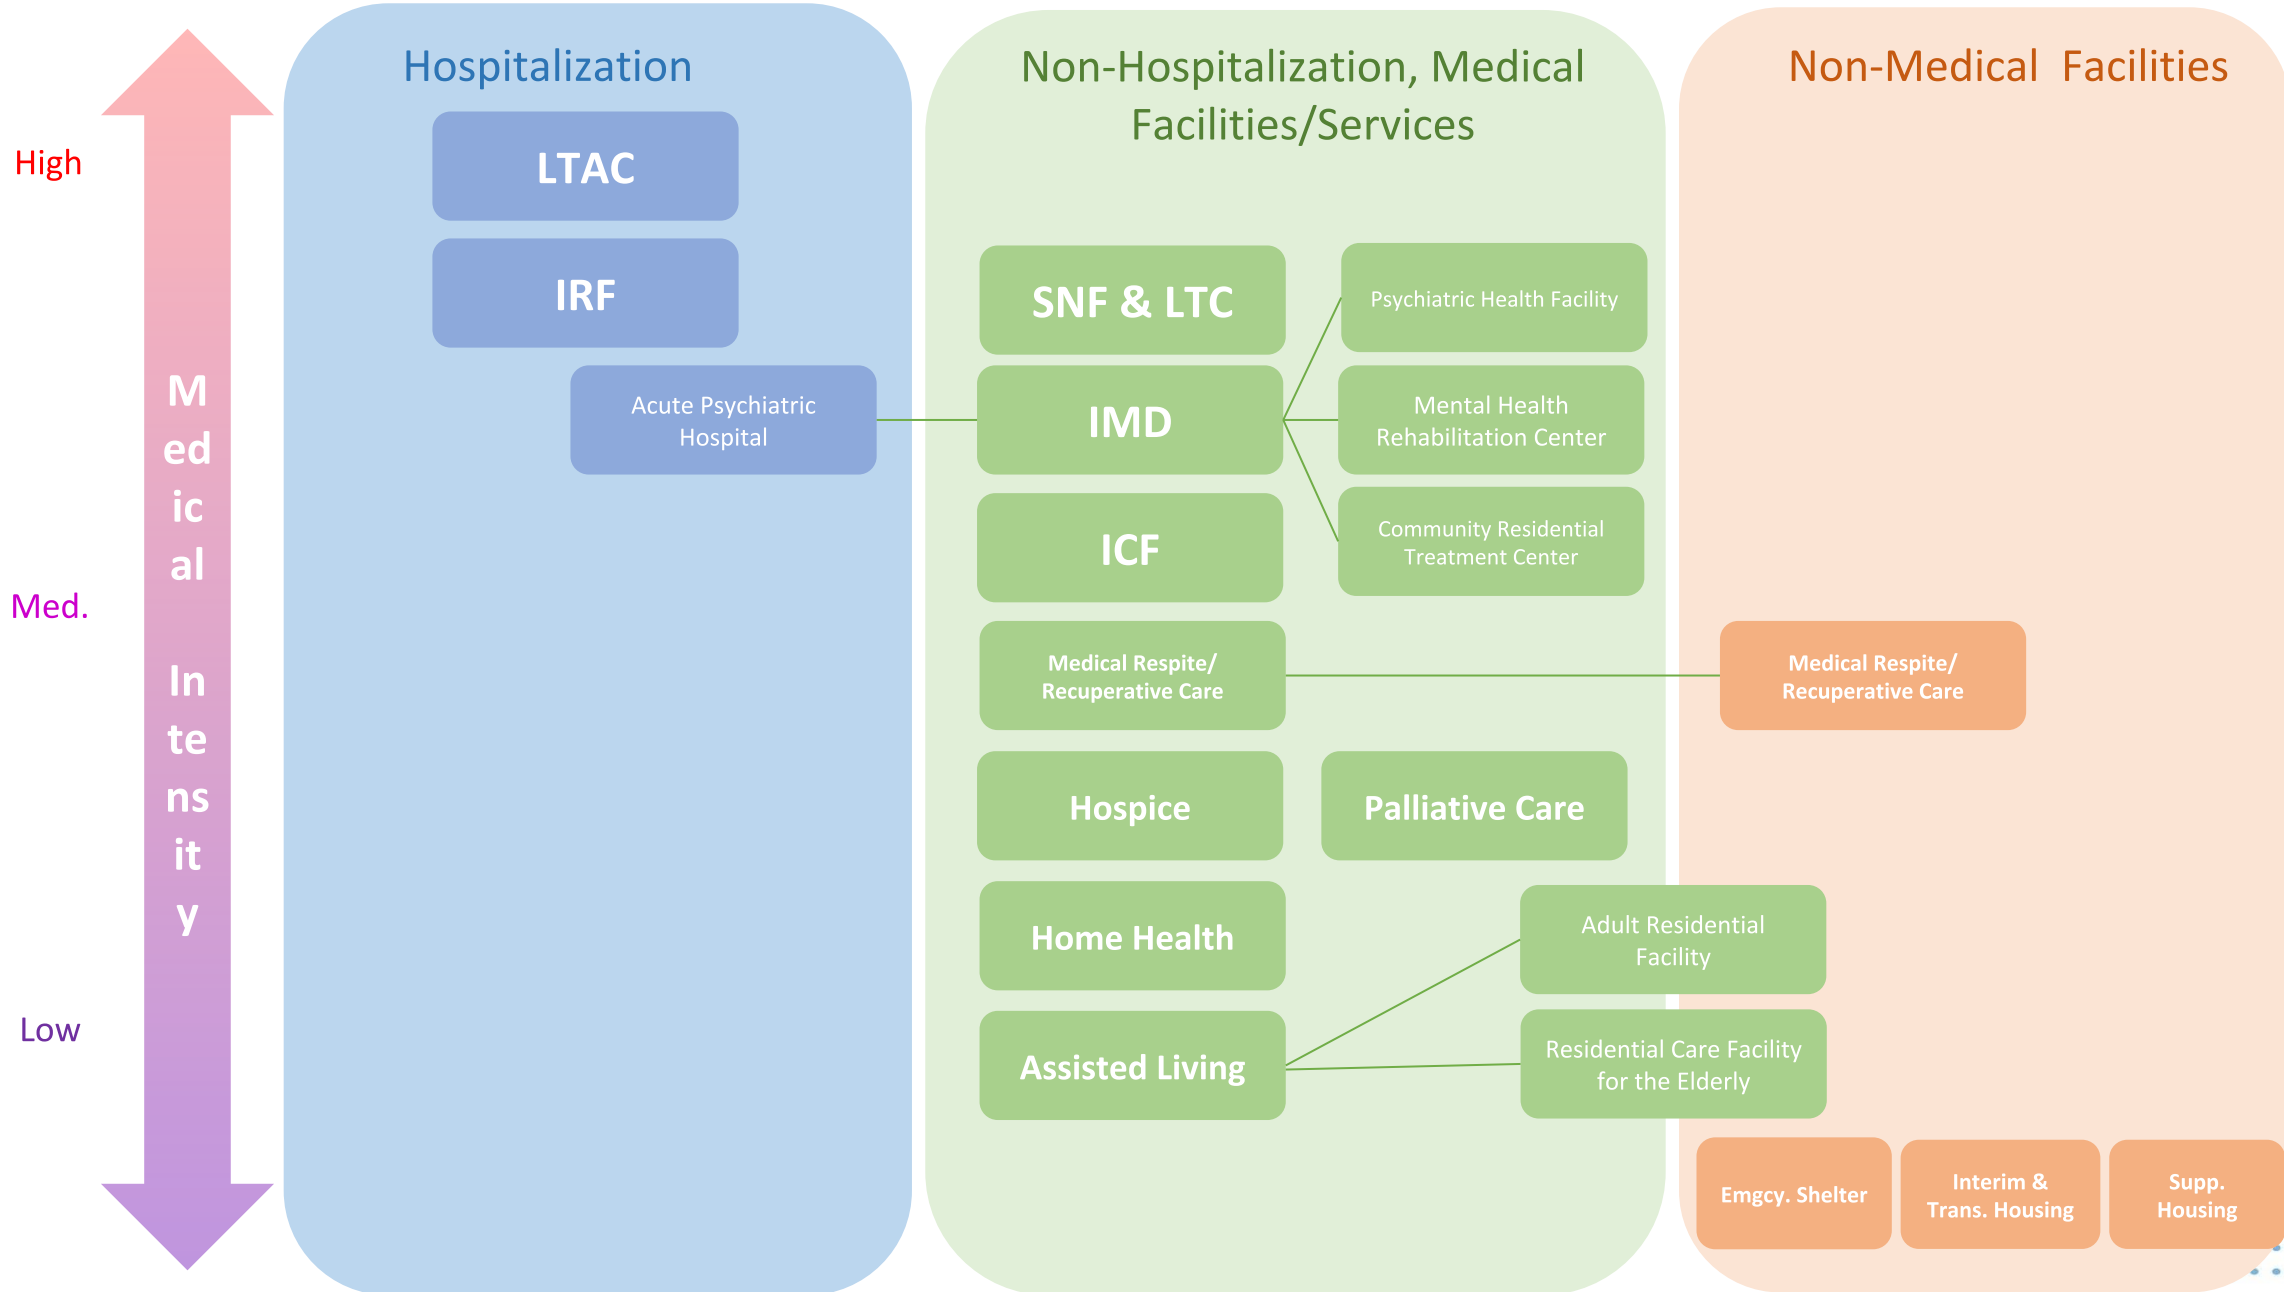 Hospitalization
Non-Hospitalization, Medical
Facilities/Services
Non-Medical Facilities
High
Med.
Low
M
ed
ic
al
In
te
ns
it
y
LTAC
IRF
Acute Psychiatric
Hospital
SNF & LTC
IMD
ICF
Medical Respite/
Recuperative Care
Hospice
Home Health
Assisted Living
Psychiatric Health Facility
Mental Health
Rehabilitation Center
Community Residential
Treatment Center
Palliative Care
Adult Residential
Facility
Residential Care Facility
for the Elderly
Medical Respite/
Recuperative Care
Emgcy. Shelter
Interim &
Trans. Housing
Supp.
Housing